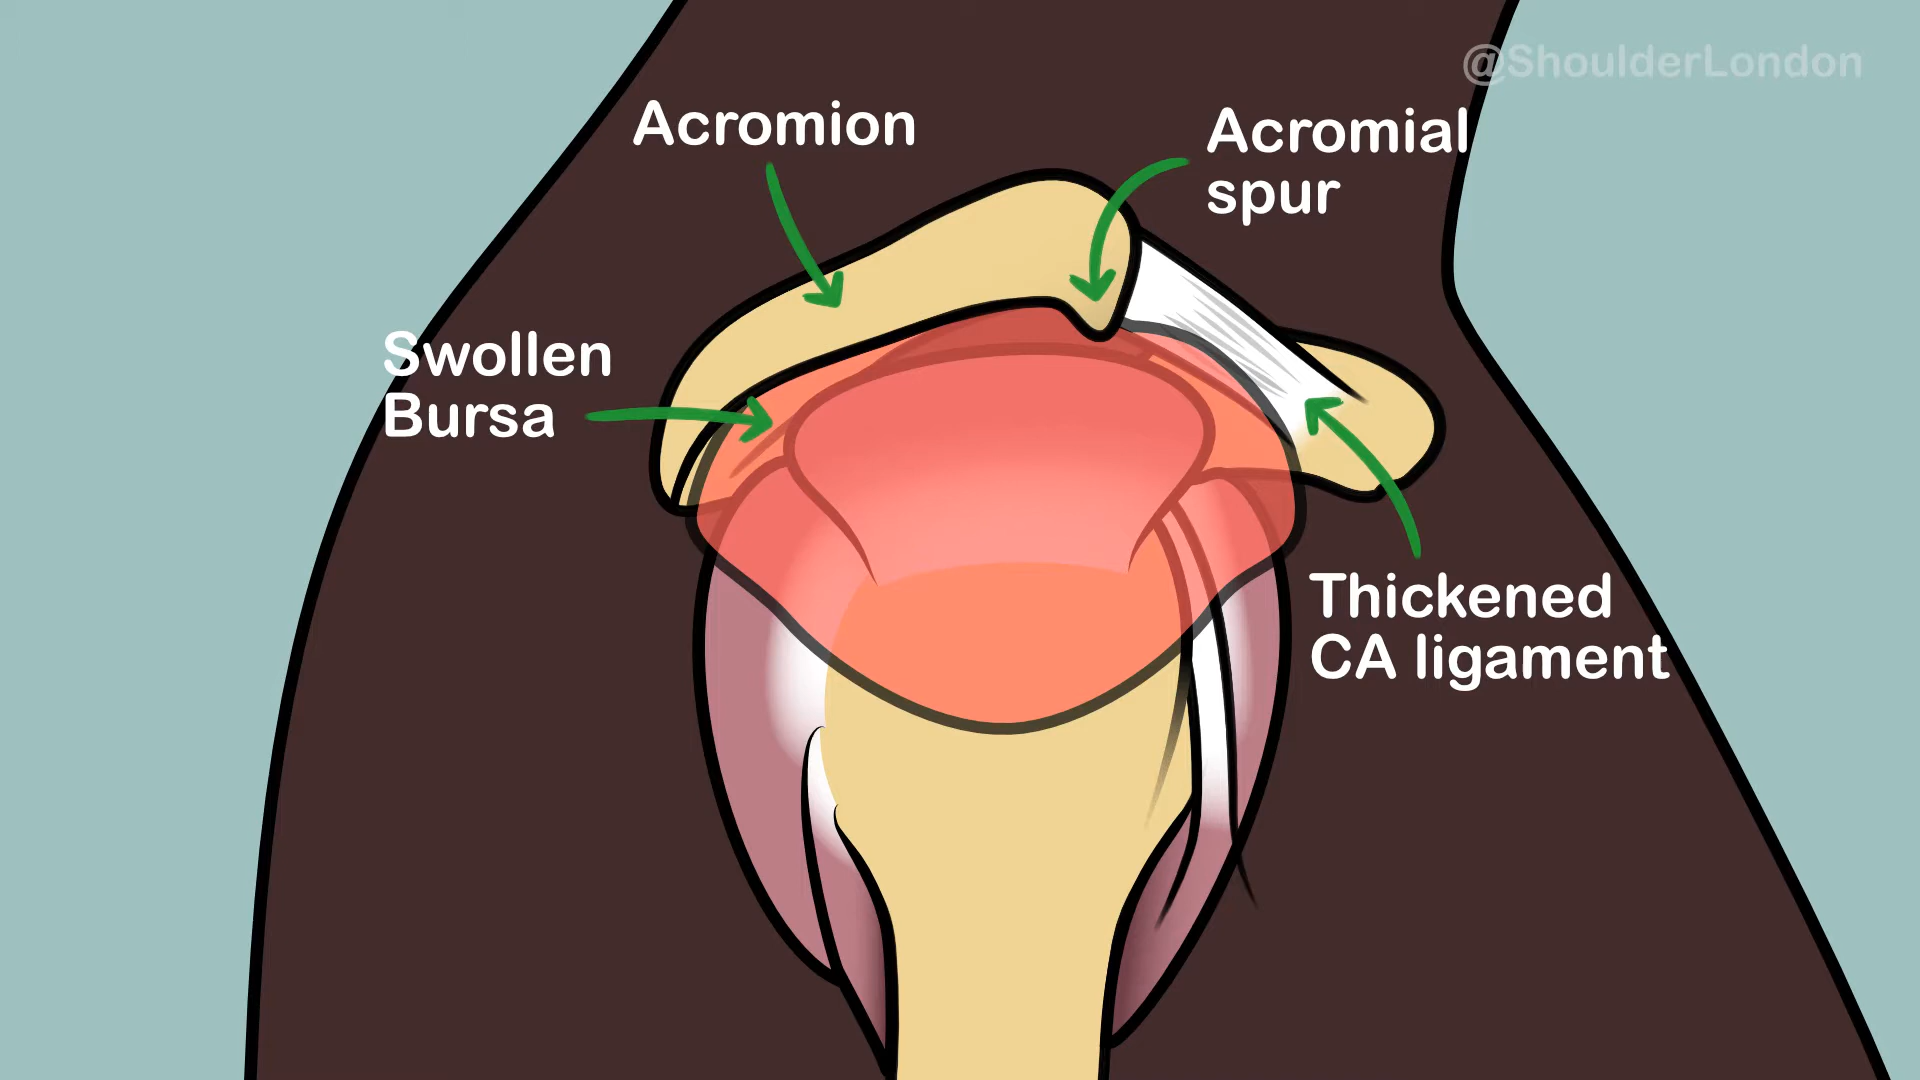 @ShoulderLondon
Acromion
Acromial
spur
Swollen
Bursa
Thickened
CA ligament